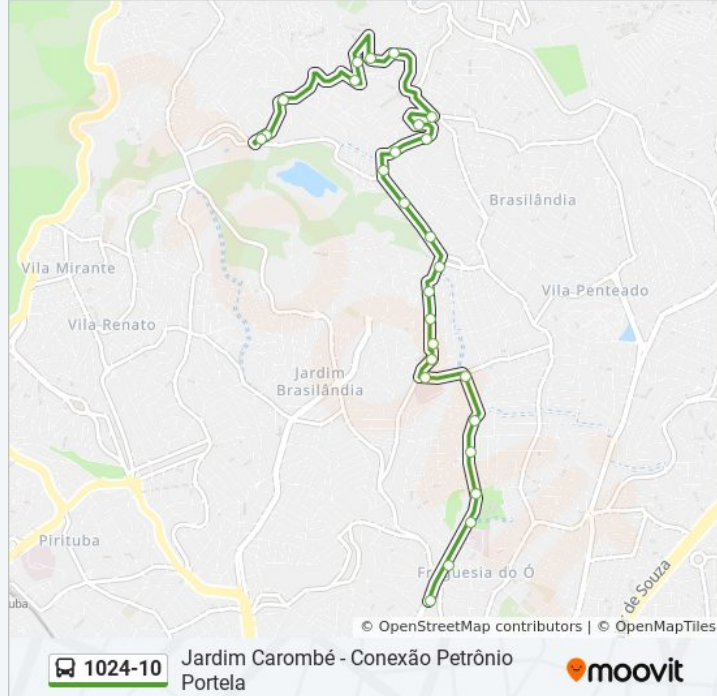 Brasilândia
Vila Mirante
Vila Penteado
Vila Renato
Jardim
Brasilândia
Pirituba
Freguesia do Ó
uba
de Souza
© OpenStreetMap contributors | © OpenMapTiles
1024-10
Jardim Carombé - Conexão Petrônio
Portela
moovit